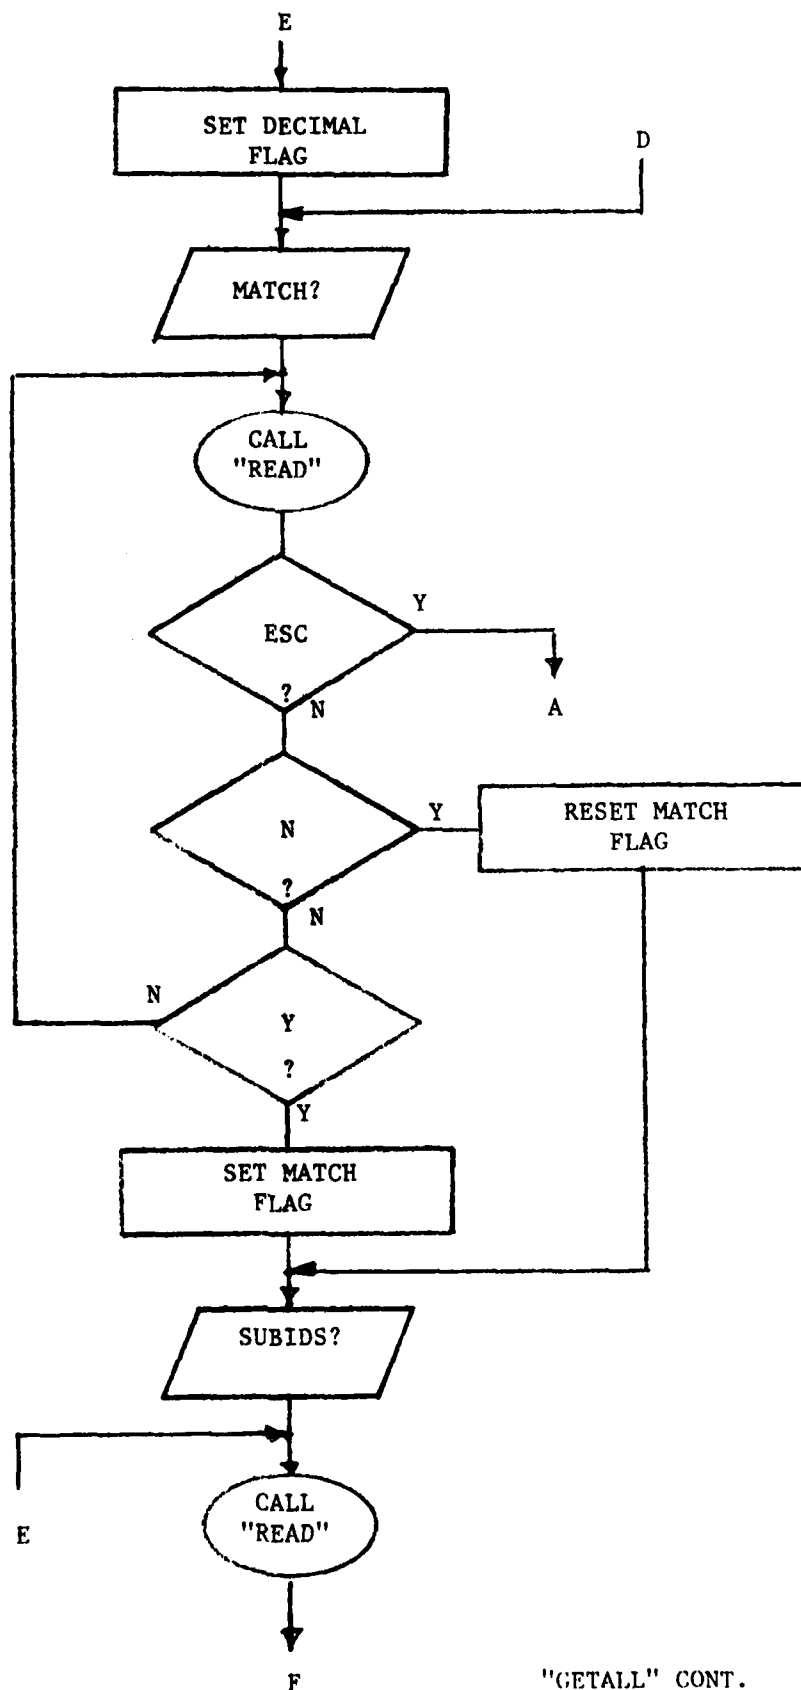 E
SET DECIMAL
FLAG
D
MATCH?
CALL
"READ"
Y
ESC
?
N
A
N
Y
RESET MATCH
FLAG
?
N
N
Y
?
Y
SET MATCH
FLAG
SUBIDS?
CALL
"READ"
E
F
"GETALL" CONT.